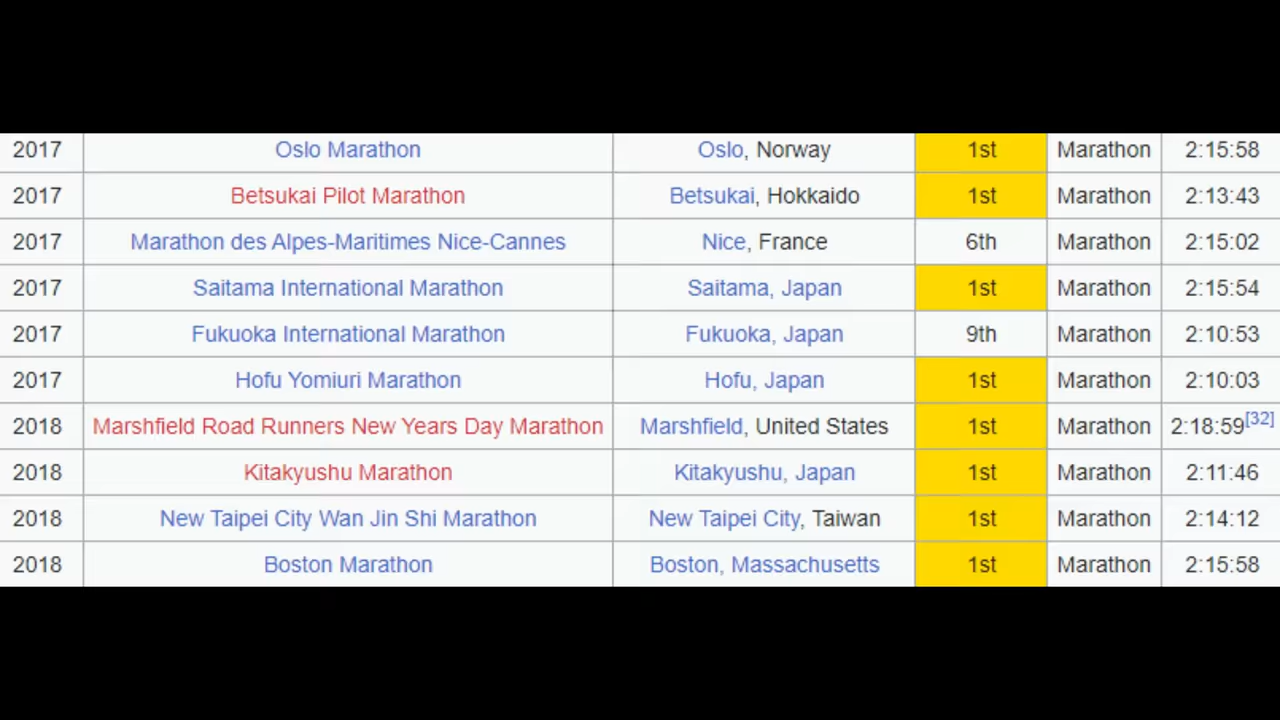 2017 Oslo Marathon Oslo, Norway 1st Marathon 2:15:58
2017 Betsukai Pilot Marathon Betsukai, Hokkaido 1st Marathon 2:13:43
2017 Marathon des Alpes-Maritimes Nice-Cannes Nice, France 6th Marathon 2:15:02
2017 Saitama International Marathon Saitama, Japan 1st Marathon 2:15:54
2017 Fukuoka International Marathon Fukuoka, Japan 9th Marathon 2:10:53
2017 Hofu Yomiuri Marathon Hofu, Japan 1st Marathon 2:10:03
2018 Marshfield Road Runners New Years Day Marathon Marshfield, United States 1st Marathon 2:18:59[32]
2018 Kitakyushu Marathon Kitakyushu, Japan 1st Marathon 2:11:46
2018 New Taipei City Wan Jin Shi Marathon New Taipei City, Taiwan 1st Marathon 2:14:12
2018 Boston Marathon Boston, Massachusetts 1st Marathon 2:15:58